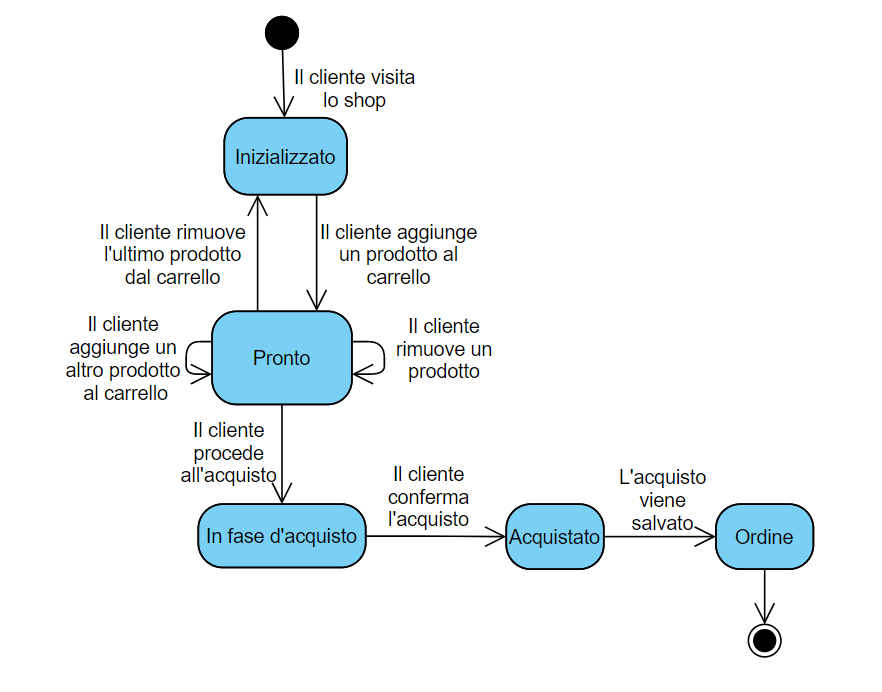 Il cliente visita
lo shop
Inizializzato
Il cliente rimuove
l'ultimo prodotto
dal carrello
Il cliente aggiunge
un prodotto al
carrello
Il cliente
aggiunge un
altro prodotto
al carrello
Pronto
Il cliente
rimuove un
prodotto
Il cliente
procede
all'acquisto
In fase d'acquisto
Il cliente
conferma
l'acquisto
Acquistato
L'acquisto
viene
salvato
Ordine